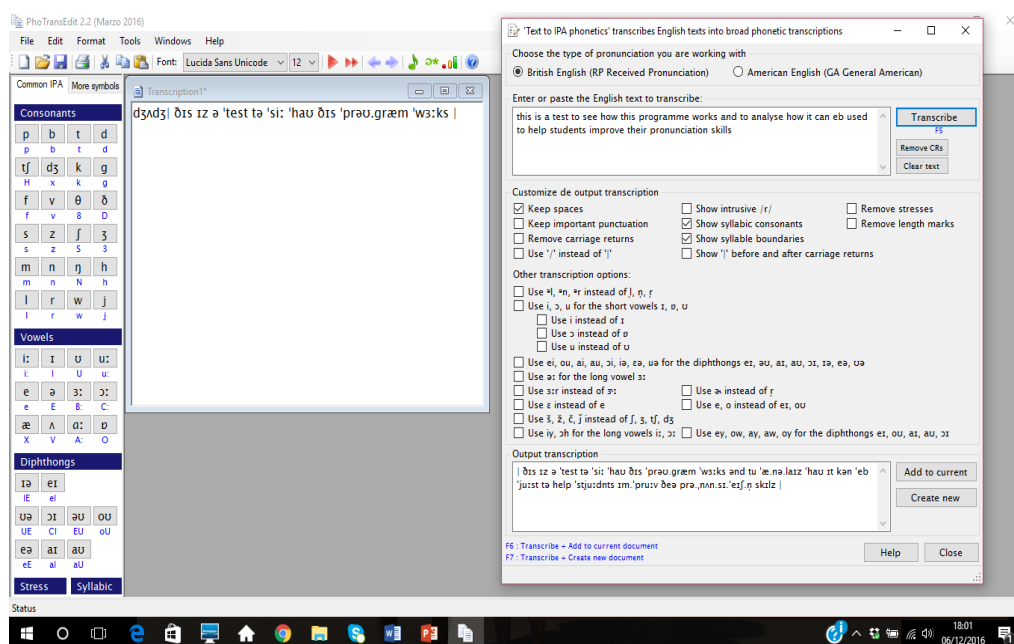 PhoTransEdit 2.2 (Marzo 2016)
File Edit Format Tools Windows Help
Font: Lucida Sans Unicode 12
Common IPA More symbols
Consonants
p b t d
p b t d
tʃ dʒ k g
H x k g
f v θ ð
f v 8 D
s z ʃ ʒ
s z S 3
m n ŋ h
m n N h
l r w j
l r w j
Vowels
iː ɪ ʊ uː
i: I U u:
e ə ɜː ɔː
e E B: C:
æ ʌ ɑː ɒ
X V A: O
Diphthongs
ɪə eɪ
IE eI
ʊə ɔɪ əʊ oʊ
UE CI EU oU
eə aɪ aʊ
eE aI aU
Stress Syllabic
Status
Transcription1*
dʒʌdʒ| ðɪs ɪz ə ˈtest tə ˈsiː ˈhaʊ ðɪs ˈprəʊ.græm ˈwɜːks |
'Text to IPA phonetics' transcribes English texts into broad phonetic transcriptions
Choose the type of pronunciation you are working with
British English (RP Received Pronunciation) American English (GA General American)
Enter or paste the English text to transcribe:
this is a test to see how this programme works and to analyse how it can eb used
to help students improve their pronunciation skills
Transcribe
F5
Remove CRs
Clear text
Customize de output transcription
Keep spaces Show intrusive /r/ Remove stresses
Keep important punctuation Show syllabic consonants Remove length marks
Remove carriage returns Show syllable boundaries
Use '/' instead of '|' Show '|' before and after carriage returns
Other transcription options:
Use ᵊl, ᵊn, ᵊr instead of l̩, n̩, r̩
Use i, ɔ, u for the short vowels ɪ, ɒ, ʊ
Use i instead of ɪ
Use ɔ instead of ɒ
Use u instead of ʊ
Use ei, ou, ai, au, ɔi, iə, ɛə, uə for the diphthongs eɪ, əʊ, aɪ, aʊ, ɔɪ, ɪə, eə, ʊə
Use əː for the long vowel ɜː
Use ɜːr instead of ɝː Use ɚ instead of r̩
Use ɛ instead of e Use e, o instead of eɪ, oʊ
Use š, ž, č, ǰ instead of ʃ, ʒ, tʃ, dʒ
Use iy, ɔh for the long vowels iː, ɔː Use ey, ow, ay, aw, oy for the diphthongs eɪ, oʊ, aɪ, aʊ, ɔɪ
Output transcription
| ðɪs ɪz ə ˈtest tə ˈsiː ˈhaʊ ðɪs ˈprəʊ.græm ˈwɜːks ənd tu ˈæ.nə.laɪz ˈhaʊ ɪt kən ˈeb
ˈjuːst tə help ˈstjuːdnts ɪm.ˈpruːv ðeə prə.ˌnʌn.sɪ.ˈeɪʃ.n̩ skɪlz |
Add to current
Create new
F6 : Transcribe + Add to current document
F7 : Transcribe + Create new document
Help Close
18:01
06/12/2016